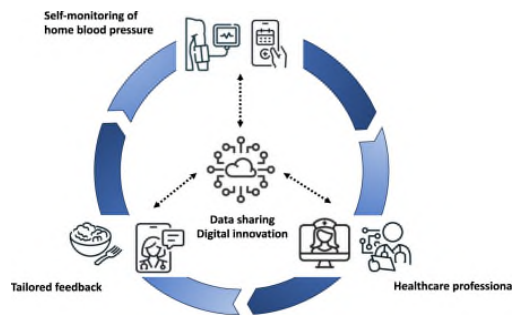 Self-monitoring of
home blood pressure
Data sharing
Digital innovation
Tailored feedback
Healthcare professiona